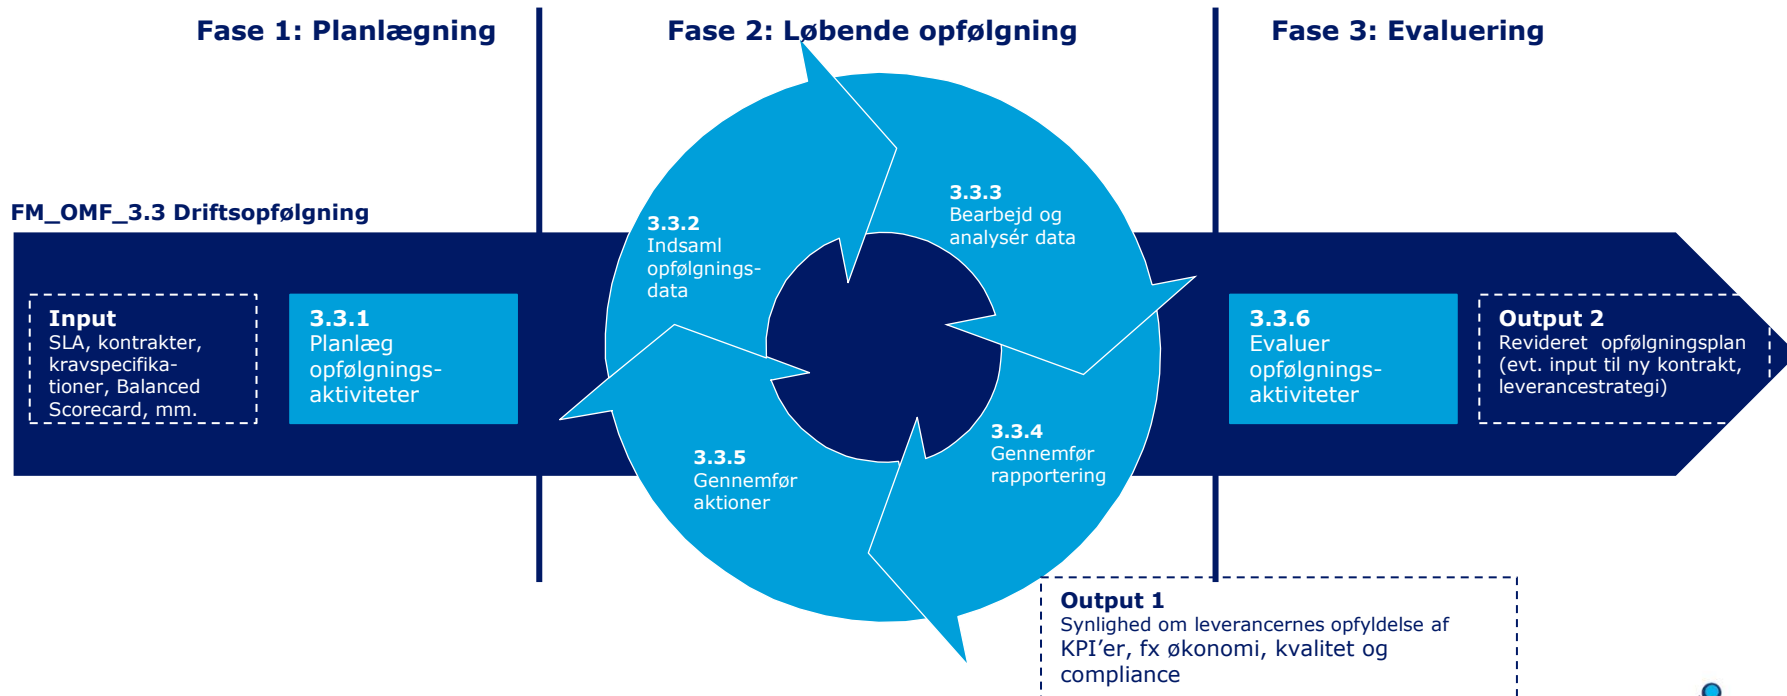 Fase 1: Planlægning
Fase 2: Løbende opfølgning
Fase 3: Evaluering
FM_OMF_3.3 Driftsopfølgning
Input
SLA, kontrakter,
kravspecifika-
tioner, Balanced
Scorecard, mm.
3.3.1
Planlæg
opfølgnings-
aktiviteter
3.3.2
Indsaml
opfølgnings-
data
3.3.3
Bearbejd og
analysér data
3.3.4
Gennemfør
rapportering
3.3.5
Gennemfør
aktioner
3.3.6
Evaluer
opfølgnings-
aktiviteter
Output 2
Revideret opfølgningsplan
(evt. input til ny kontrakt,
leverancestrategi)
Output 1
Synlighed om leverancernes opfyldelse af
KPI’er, fx økonomi, kvalitet og
compliance